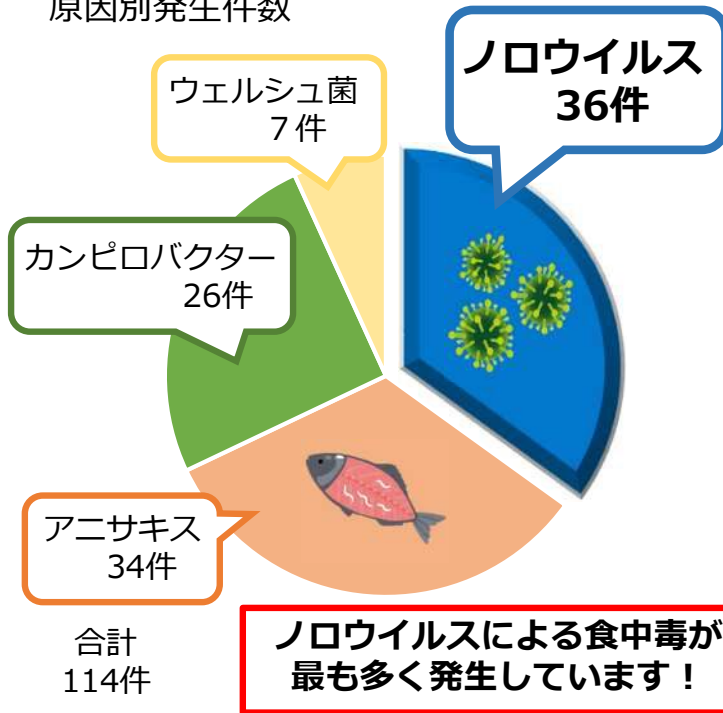 原因別発生件数
ノロウイルス
36件
ウェルシュ菌
7件
カンピロバクター
26件
アニサキス
34件
合計
114件
ノロウイルスによる食中毒が
最も多く発生しています！